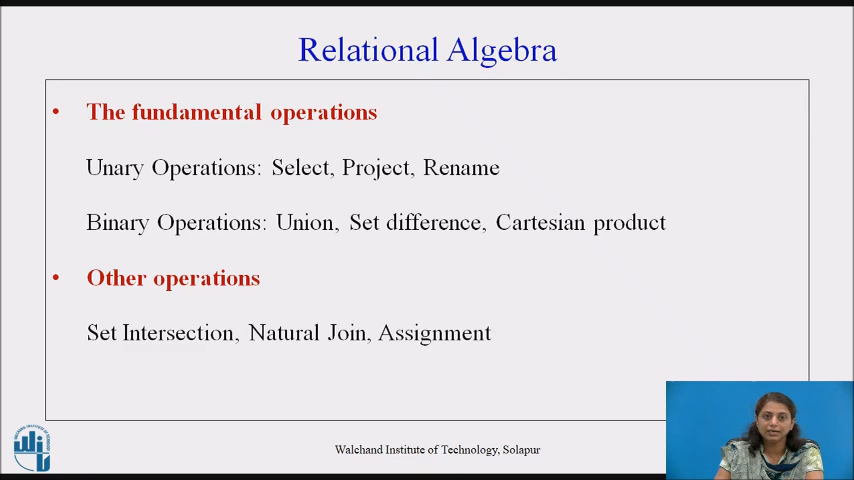 Relational Algebra
• The fundamental operations
Unary Operations: Select, Project, Rename
Binary Operations: Union, Set difference, Cartesian product
• Other operations
Set Intersection, Natural Join, Assignment
Walchand Institute of Technology, Solapur